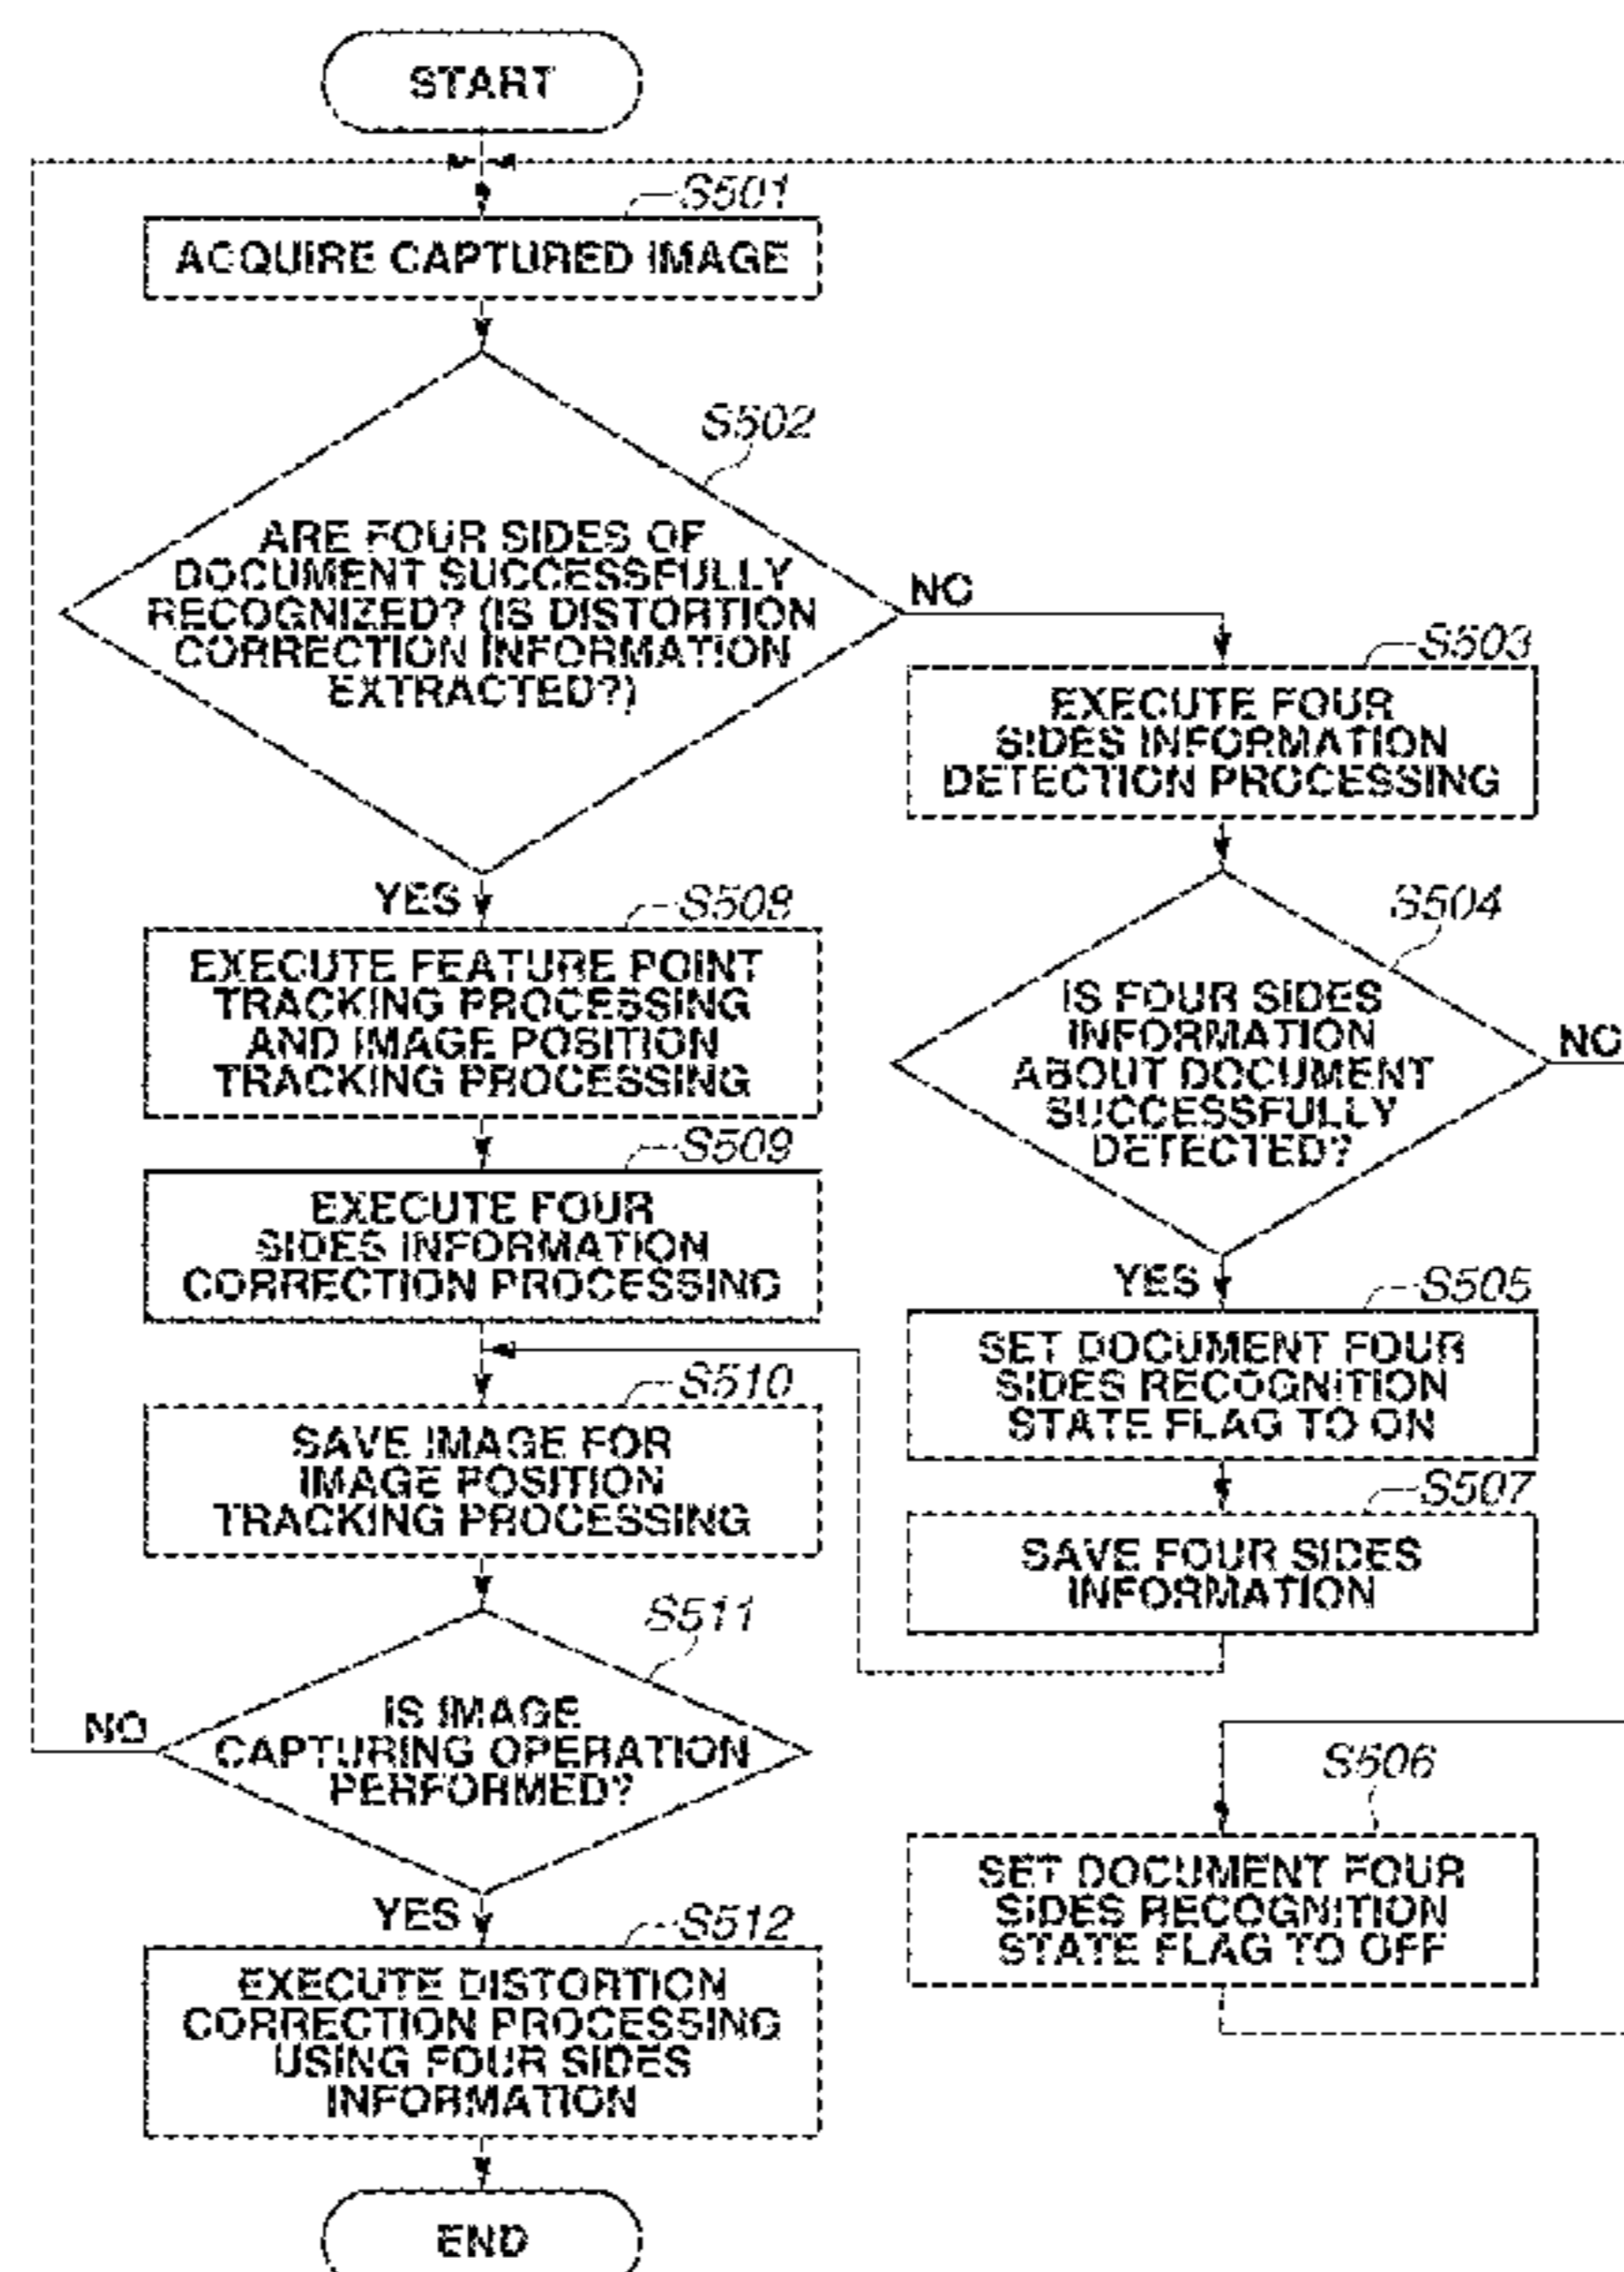 START
S501
ACQUIRE CAPTURED IMAGE
S502
ARE FOUR SIDES OF
DOCUMENT SUCCESSFULLY
RECOGNIZED? (IS DISTORTION
CORRECTION INFORMATION
EXTRACTED?)
NO
S503
EXECUTE FOUR
SIDES INFORMATION
DETECTION PROCESSING
YES
S508
EXECUTE FEATURE POINT
TRACKING PROCESSING
AND IMAGE POSITION
TRACKING PROCESSING
S504
IS FOUR SIDES
INFORMATION
ABOUT DOCUMENT
SUCCESSFULLY
DETECTED?
NO
S509
EXECUTE FOUR
SIDES INFORMATION
CORRECTION PROCESSING
YES
S505
SET DOCUMENT FOUR
SIDES RECOGNITION
STATE FLAG TO ON
S510
SAVE IMAGE FOR
IMAGE POSITION
TRACKING PROCESSING
S507
SAVE FOUR SIDES
INFORMATION
S511
IS IMAGE
CAPTURING OPERATION
PERFORMED?
NO
S506
SET DOCUMENT FOUR
SIDES RECOGNITION
STATE FLAG TO OFF
YES
S512
EXECUTE DISTORTION
CORRECTION PROCESSING
USING FOUR SIDES
INFORMATION
END